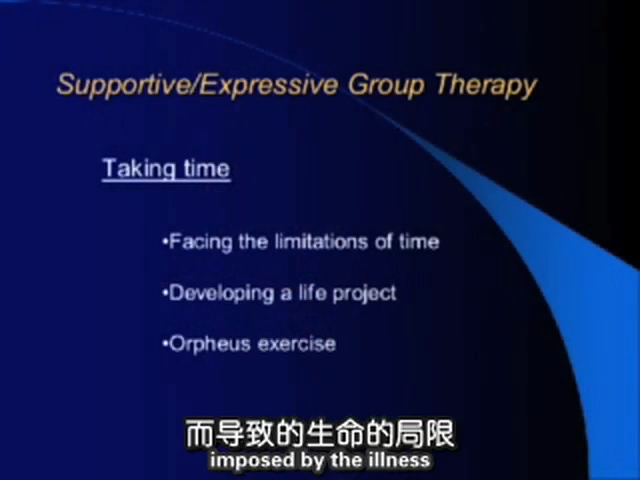 Supportive/Expressive Group Therapy
Taking time
•Facing the limitations of time
•Developing a life project
•Orpheus exercise
而导致的生命的局限
imposed by the illness